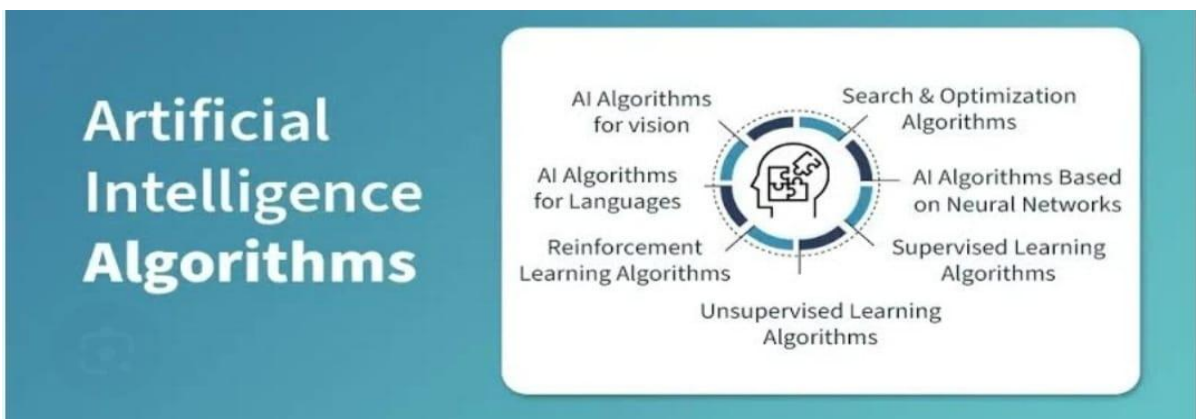 Artificial
Intelligence
Algorithms
AI Algorithms
for vision
Search & Optimization
Algorithms
AI Algorithms
for Languages
AI Algorithms Based
on Neural Networks
Reinforcement
Learning Algorithms
Supervised Learning
Algorithms
Unsupervised Learning
Algorithms